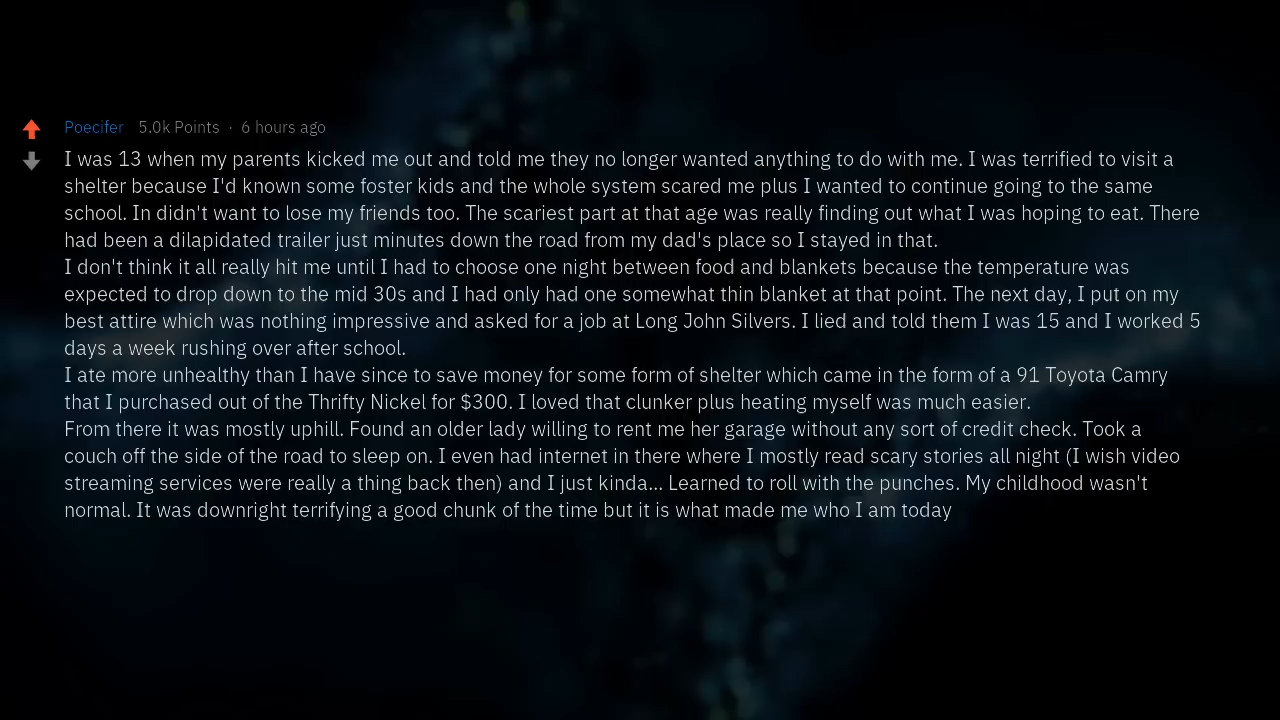 Poecifer 5.0k Points · 6 hours ago
I was 13 when my parents kicked me out and told me they no longer wanted anything to do with me. I was terrified to visit a
shelter because I'd known some foster kids and the whole system scared me plus I wanted to continue going to the same
school. In didn't want to lose my friends too. The scariest part at that age was really finding out what I was hoping to eat. There
had been a dilapidated trailer just minutes down the road from my dad's place so I stayed in that.
I don't think it all really hit me until I had to choose one night between food and blankets because the temperature was
expected to drop down to the mid 30s and I had only had one somewhat thin blanket at that point. The next day, I put on my
best attire which was nothing impressive and asked for a job at Long John Silvers. I lied and told them I was 15 and I worked 5
days a week rushing over after school.
I ate more unhealthy than I have since to save money for some form of shelter which came in the form of a 91 Toyota Camry
that I purchased out of the Thrifty Nickel for $300. I loved that clunker plus heating myself was much easier.
From there it was mostly uphill. Found an older lady willing to rent me her garage without any sort of credit check. Took a
couch off the side of the road to sleep on. I even had internet in there where I mostly read scary stories all night (I wish video
streaming services were really a thing back then) and I just kinda... Learned to roll with the punches. My childhood wasn't
normal. It was downright terrifying a good chunk of the time but it is what made me who I am today